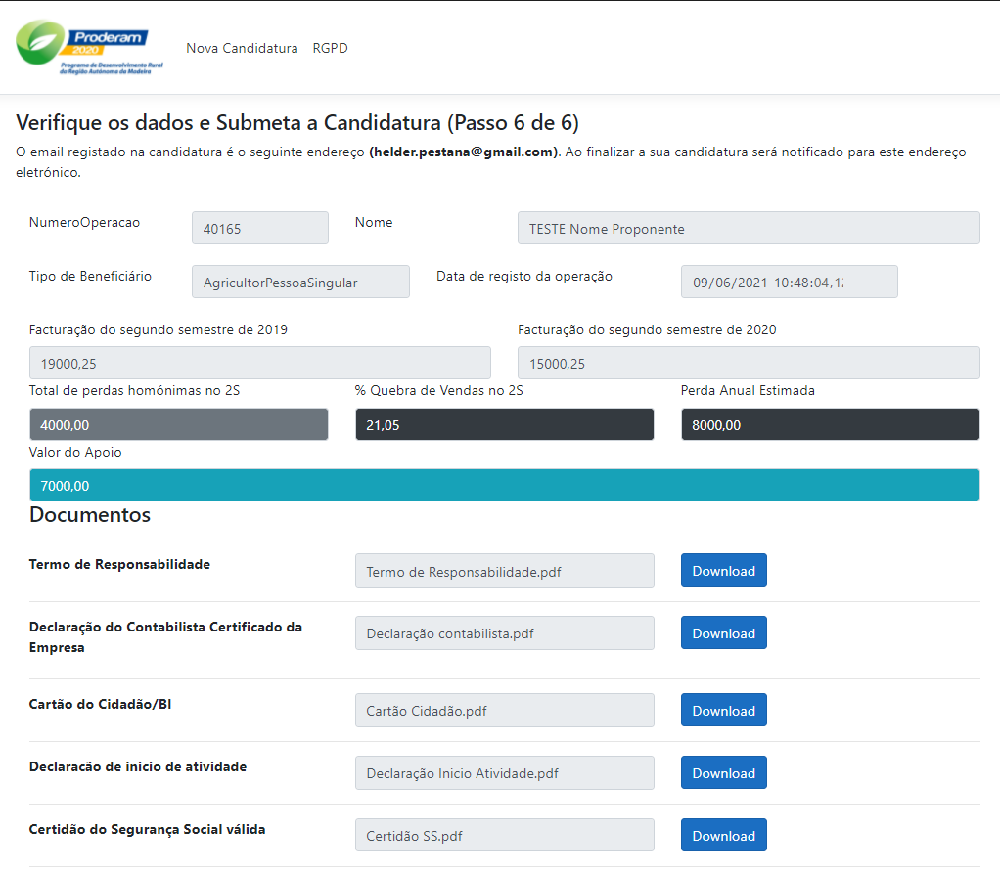 Proderam
2020
Programa de Desenvolvimento Rural
da Região Autónoma da Madeira
Nova Candidatura RGPD
Verifique os dados e Submeta a Candidatura (Passo 6 de 6)
O email registado na candidatura é o seguinte endereço (helder.pestana@gmail.com). Ao finalizar a sua candidatura será notificado para este endereço
eletrónico.
NumeroOperacao 40165 Nome TESTE Nome Proponente
Tipo de Beneficiário AgricultorPessoaSingular Data de registo da operação 09/06/2021 10:48:04,12
Facturação do segundo semestre de 2019 Facturação do segundo semestre de 2020
19000,25 15000,25
Total de perdas homónimas no 2S % Quebra de Vendas no 2S Perda Anual Estimada
4000,00 21,05 8000,00
Valor do Apoio
7000,00
Documentos
Termo de Responsabilidade Termo de Responsabilidade.pdf Download
Declaração do Contabilista Certificado da
Empresa
Declaração contabilista.pdf Download
Cartão do Cidadão/BI Cartão Cidadão.pdf Download
Declaracão de inicio de atividade Declaração Inicio Atividade.pdf Download
Certidão do Segurança Social válida Certidão SS.pdf Download